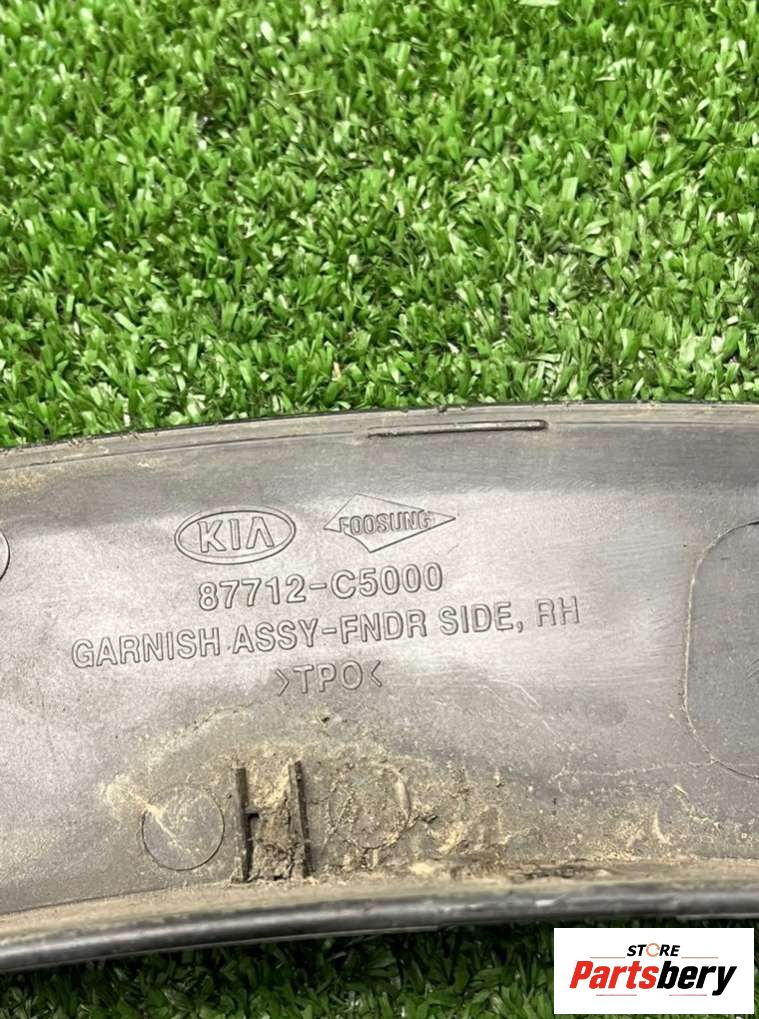 KIA FOOSUNG
87712-C5000
GARNISH ASSY-FNDR SIDE, RH
>TPO<
STORE
Partsbery